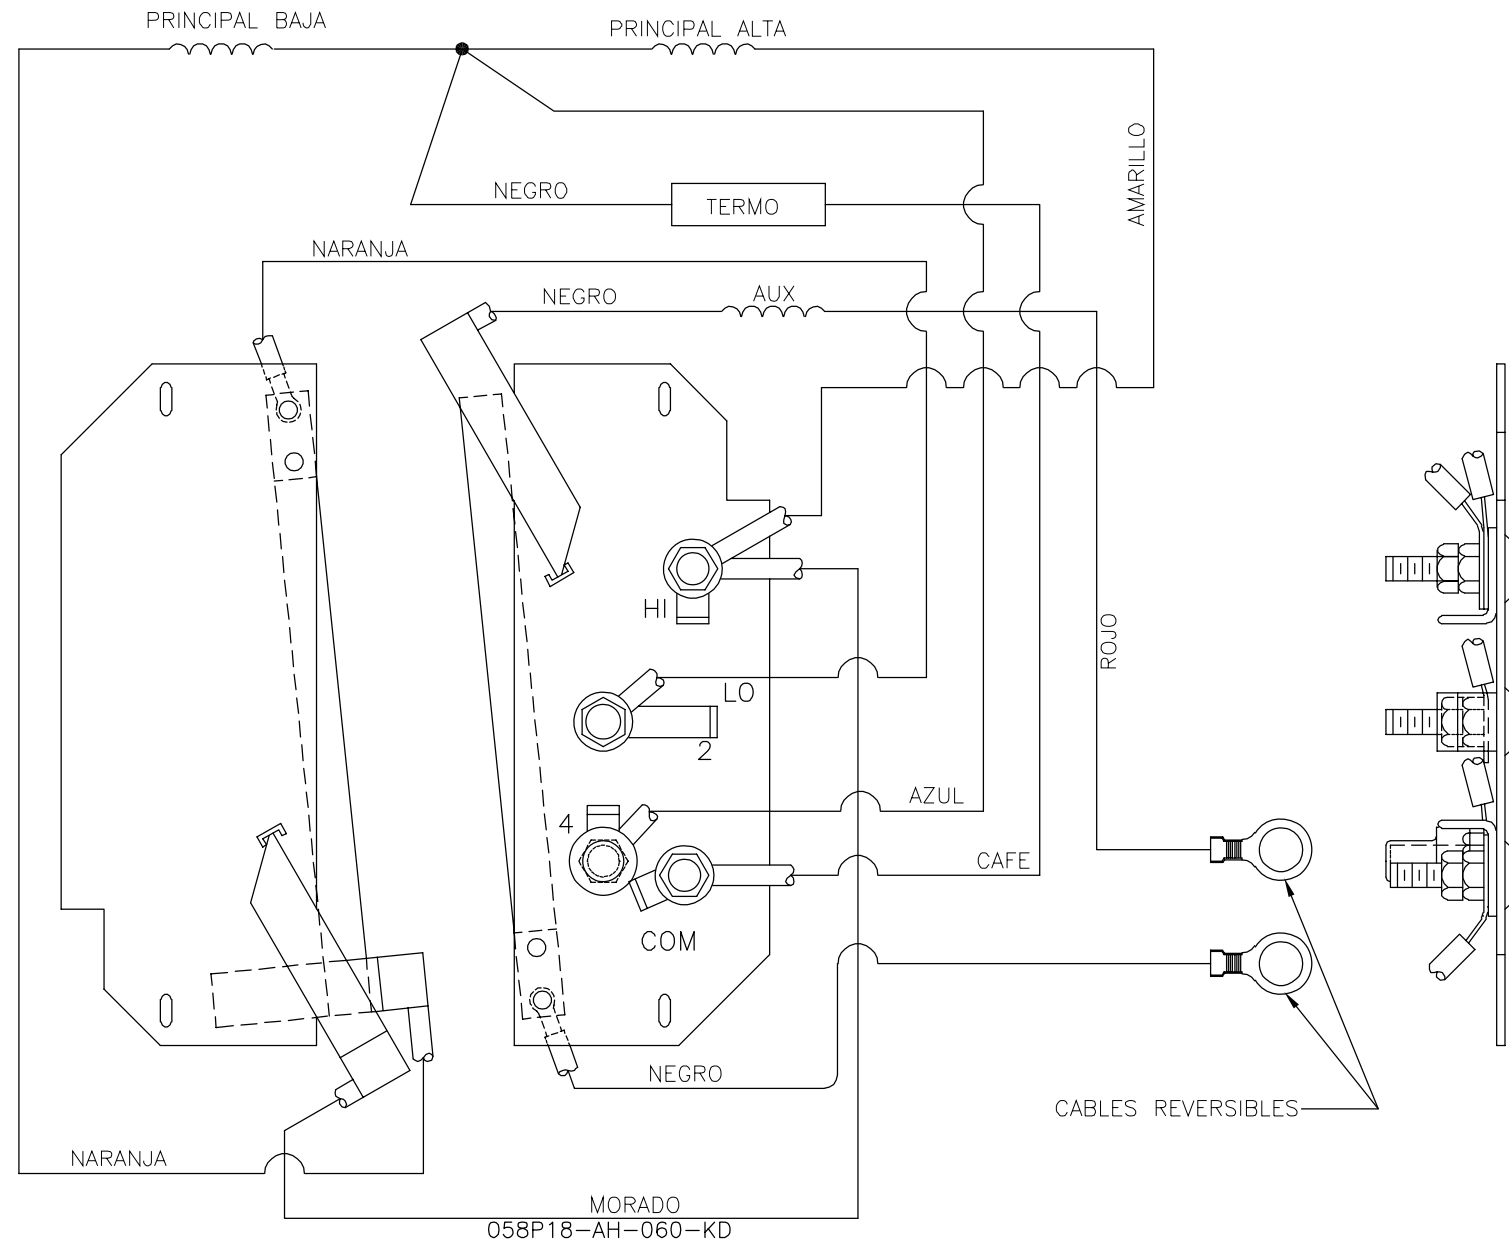 PRINCIPAL BAJA
PRINCIPAL ALTA
AMARILLO
NEGRO
TERMO
NARANJA
NEGRO
AUX
HI
ROJO
LO
2
AZUL
4
CAFE
COM
NEGRO
CABLES REVERSIBLES
NARANJA
MORADO
058P18-AH-060-KD